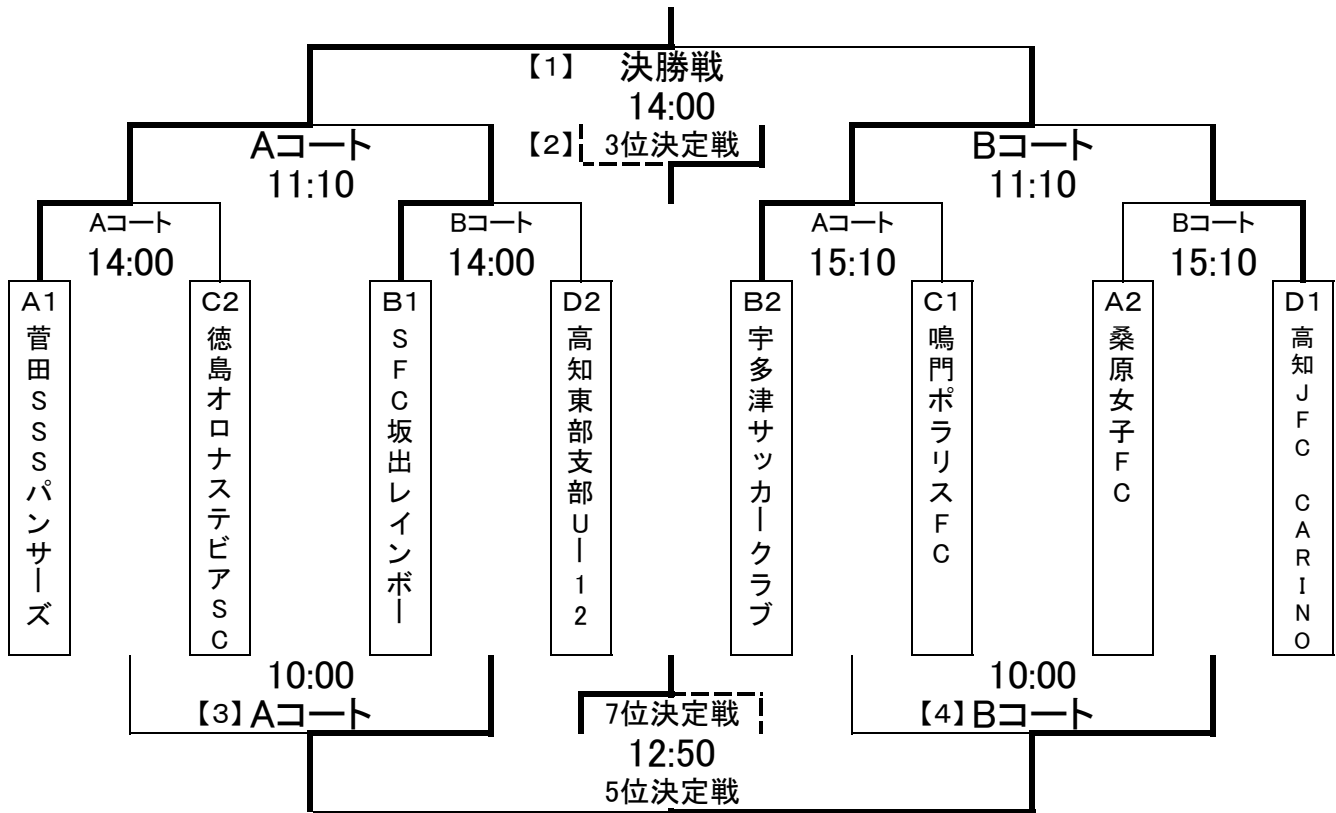 【1】 決勝戦
14:00
【2】 3位決定戦
Aコート
11:10
Bコート
11:10
Aコート
14:00
Bコート
14:00
Aコート
15:10
Bコート
15:10
A1
菅田SSSパンサーズ
C2
徳島オロナステビアSC
B1
SFC坂出レインボー
D2
高知東部支部U－12
B2
宇多津サッカークラブ
C1
鳴門ポラリスFC
A2
桑原女子FC
D1
高知JFC CARINO
10:00
【3】Aコート
10:00
【4】Bコート
7位決定戦
12:50
5位決定戦